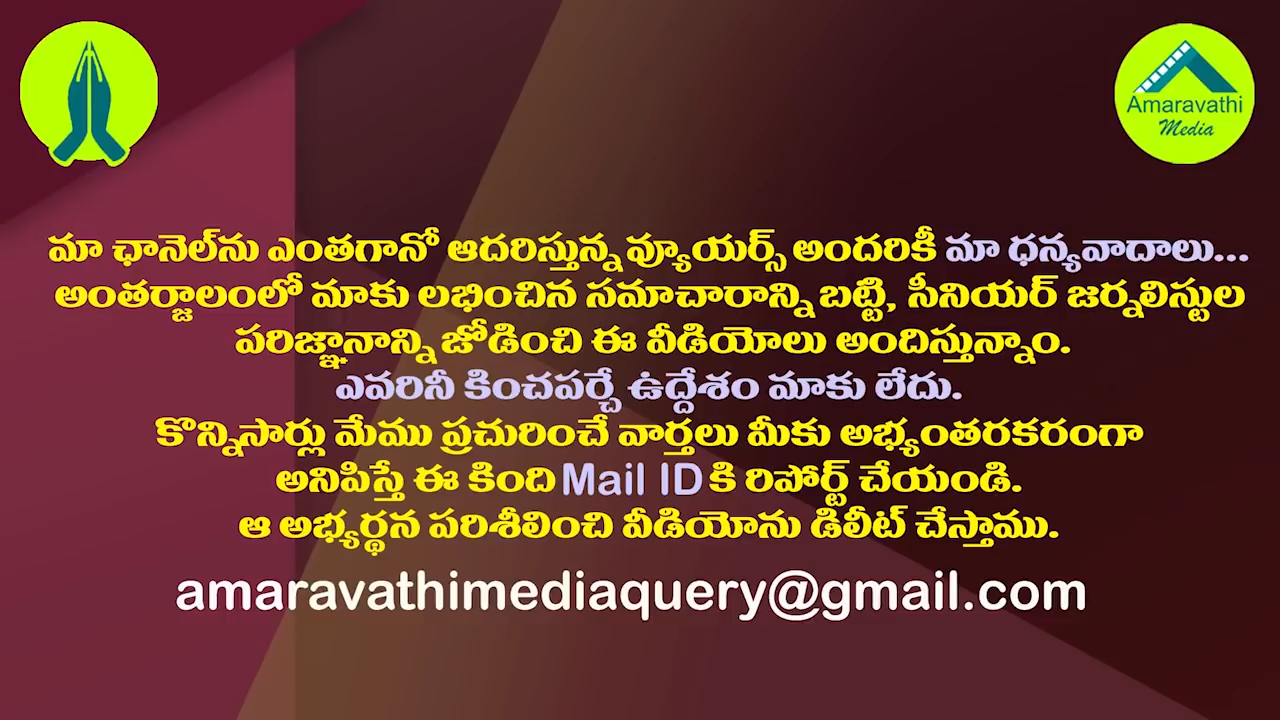 Amaravathi
Media
మా ఛానెల్‌ను ఎంతగానో ఆదరిస్తున్న వ్యూయర్స్ అందరికీ మా ధన్యవాదాలు...
అంతర్జాలంలో మాకు లభించిన సమాచారాన్ని బట్టి, సీనియర్ జర్నలిస్టుల
పరిజ్ఞానాన్ని జోడించి ఈ వీడియోలు అందిస్తున్నాం.
ఎవరినీ కించపర్చే ఉద్దేశం మాకు లేదు.
కొన్నిసార్లు మేము ప్రచురించే వార్తలు మీకు అభ్యంతరకరంగా
అనిపిస్తే ఈ కింది Mail ID కి రిపోర్ట్ చేయండి.
ఆ అభ్యర్థన పరిశీలించి వీడియోను డిలీట్ చేస్తాము.
amaravathimediaquery@gmail.com